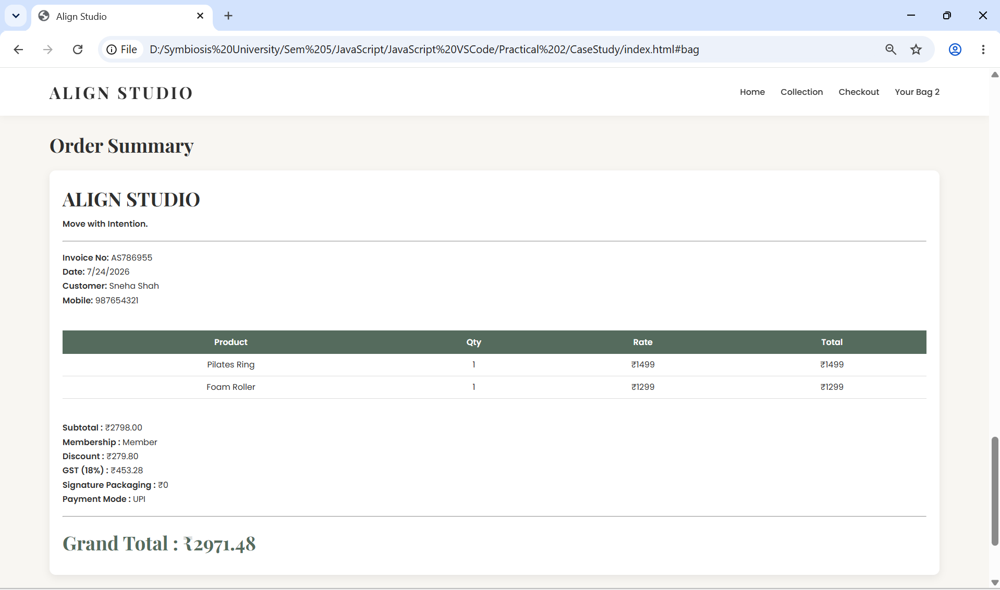 Align Studio
File D:/Symbiosis%20University/Sem%205/JavaScript/JavaScript%20VSCode/Practical%202/CaseStudy/index.html#bag
ALIGN STUDIO Home Collection Checkout Your Bag 2
Order Summary
ALIGN STUDIO
Move with Intention.
Invoice No: AS786955
Date: 7/24/2026
Customer: Sneha Shah
Mobile: 987654321
Product Qty Rate Total
Pilates Ring 1 ₹1499 ₹1499
Foam Roller 1 ₹1299 ₹1299
Subtotal : ₹2798.00
Membership : Member
Discount : ₹279.80
GST (18%) : ₹453.28
Signature Packaging : ₹0
Payment Mode : UPI
Grand Total : ₹2971.48